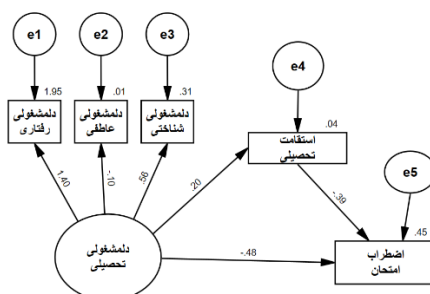 e1
e2
e3
1.95
.01
.31
دلمشغولی
رفتاری
دلمشغولی
عاطفی
دلمشغولی
شناختی
e4
.04
استقامت
تحصیلی
e5
1.40
-.10
.56
.20
-.39
.45
دلمشغولی
تحصیلی
-.48
اضطراب
امتحان